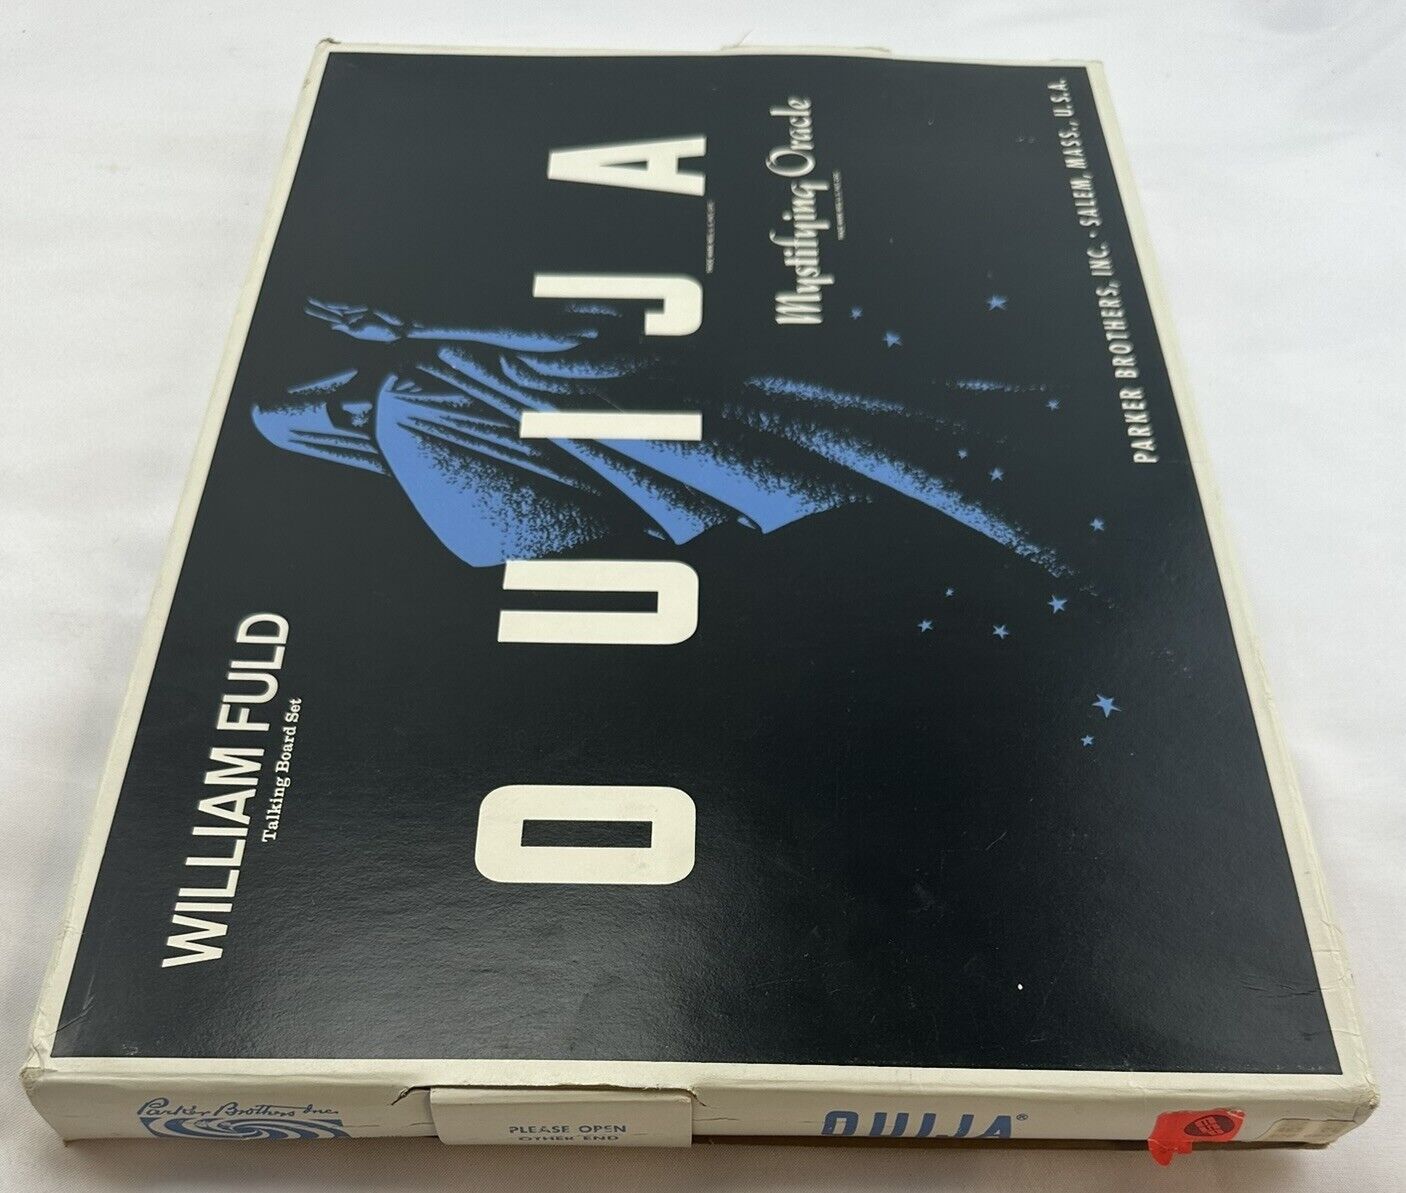 WILLIAM FULD
Talking Board Set
OUIJA
Mystifying Oracle
PARKER BROTHERS, INC. • SALEM, MASS., U.S.A.
Parker Brothers Inc.
PLEASE OPEN
OTHER END
OUIJA®